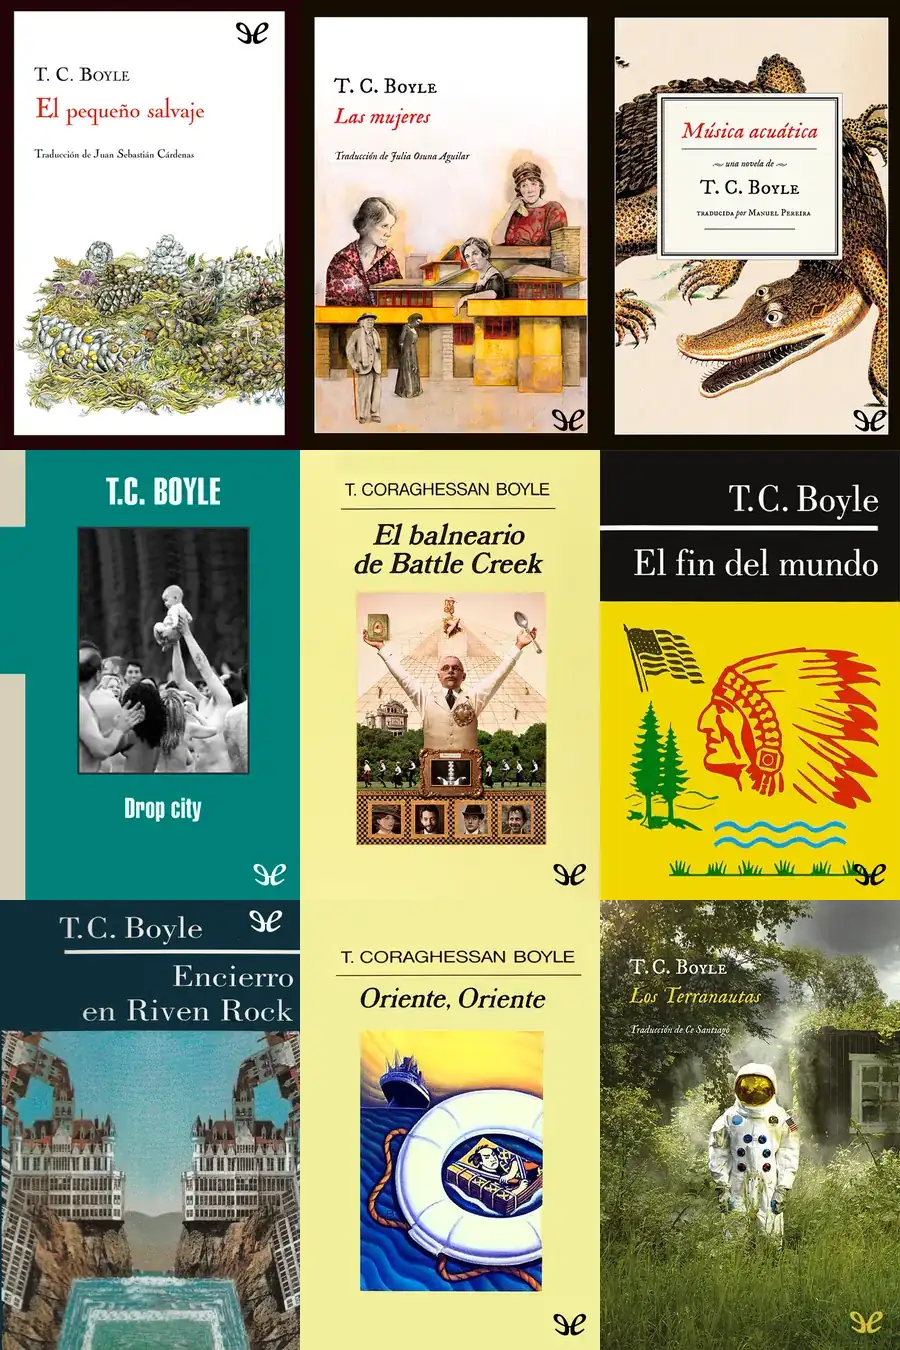 T. C. BOYLE
El pequeño salvaje
Traducción de Juan Sebastián Cárdenas
T. C. BOYLE
Las mujeres
Traducción de Julia Osuna Aguilar
Música acuática
una novela de
T. C. BOYLE
TRADUCIDA por MANUEL PEREIRA
T.C. BOYLE
Drop city
T. CORAGHESSAN BOYLE
El balneario
de Battle Creek
T.C. Boyle
El fin del mundo
T.C. Boyle
Encierro
en Riven Rock
T. CORAGHESSAN BOYLE
Oriente, Oriente
T. C. BOYLE
Los Terranautas
Traducción de Ce Santiago